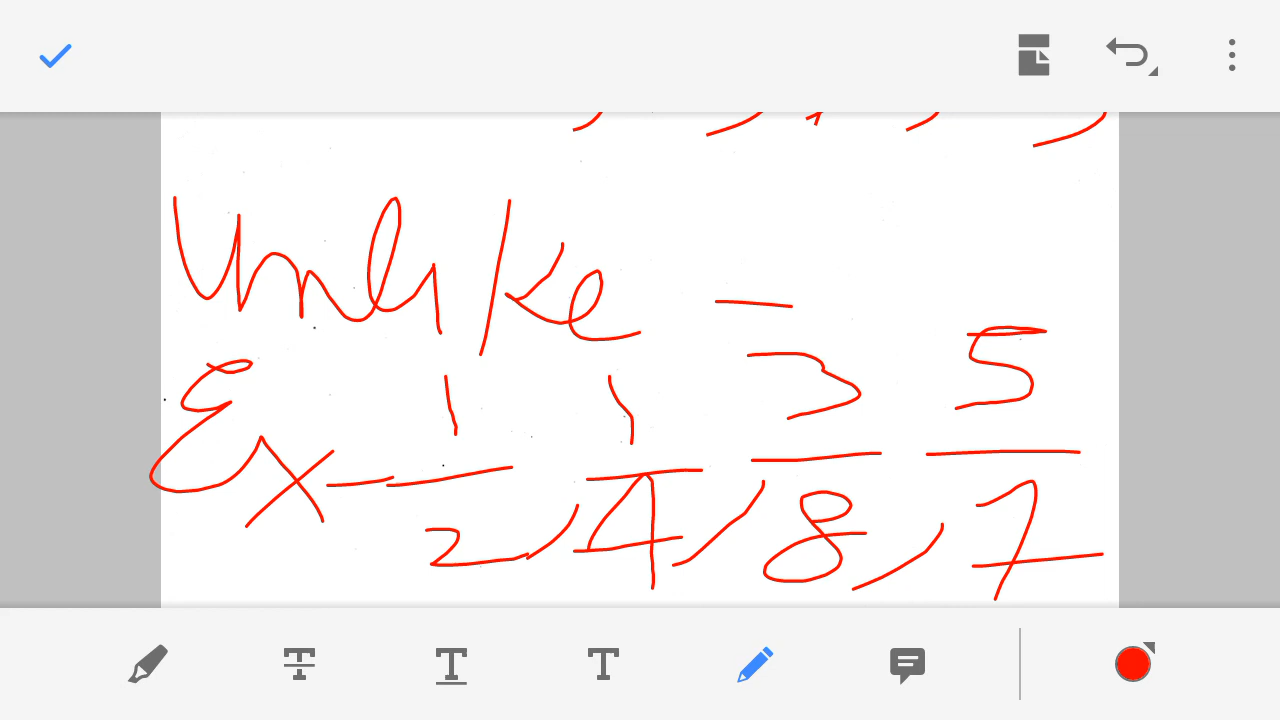 Unlike -
Ex - 1/2, 1/4, 3/8, 5/7